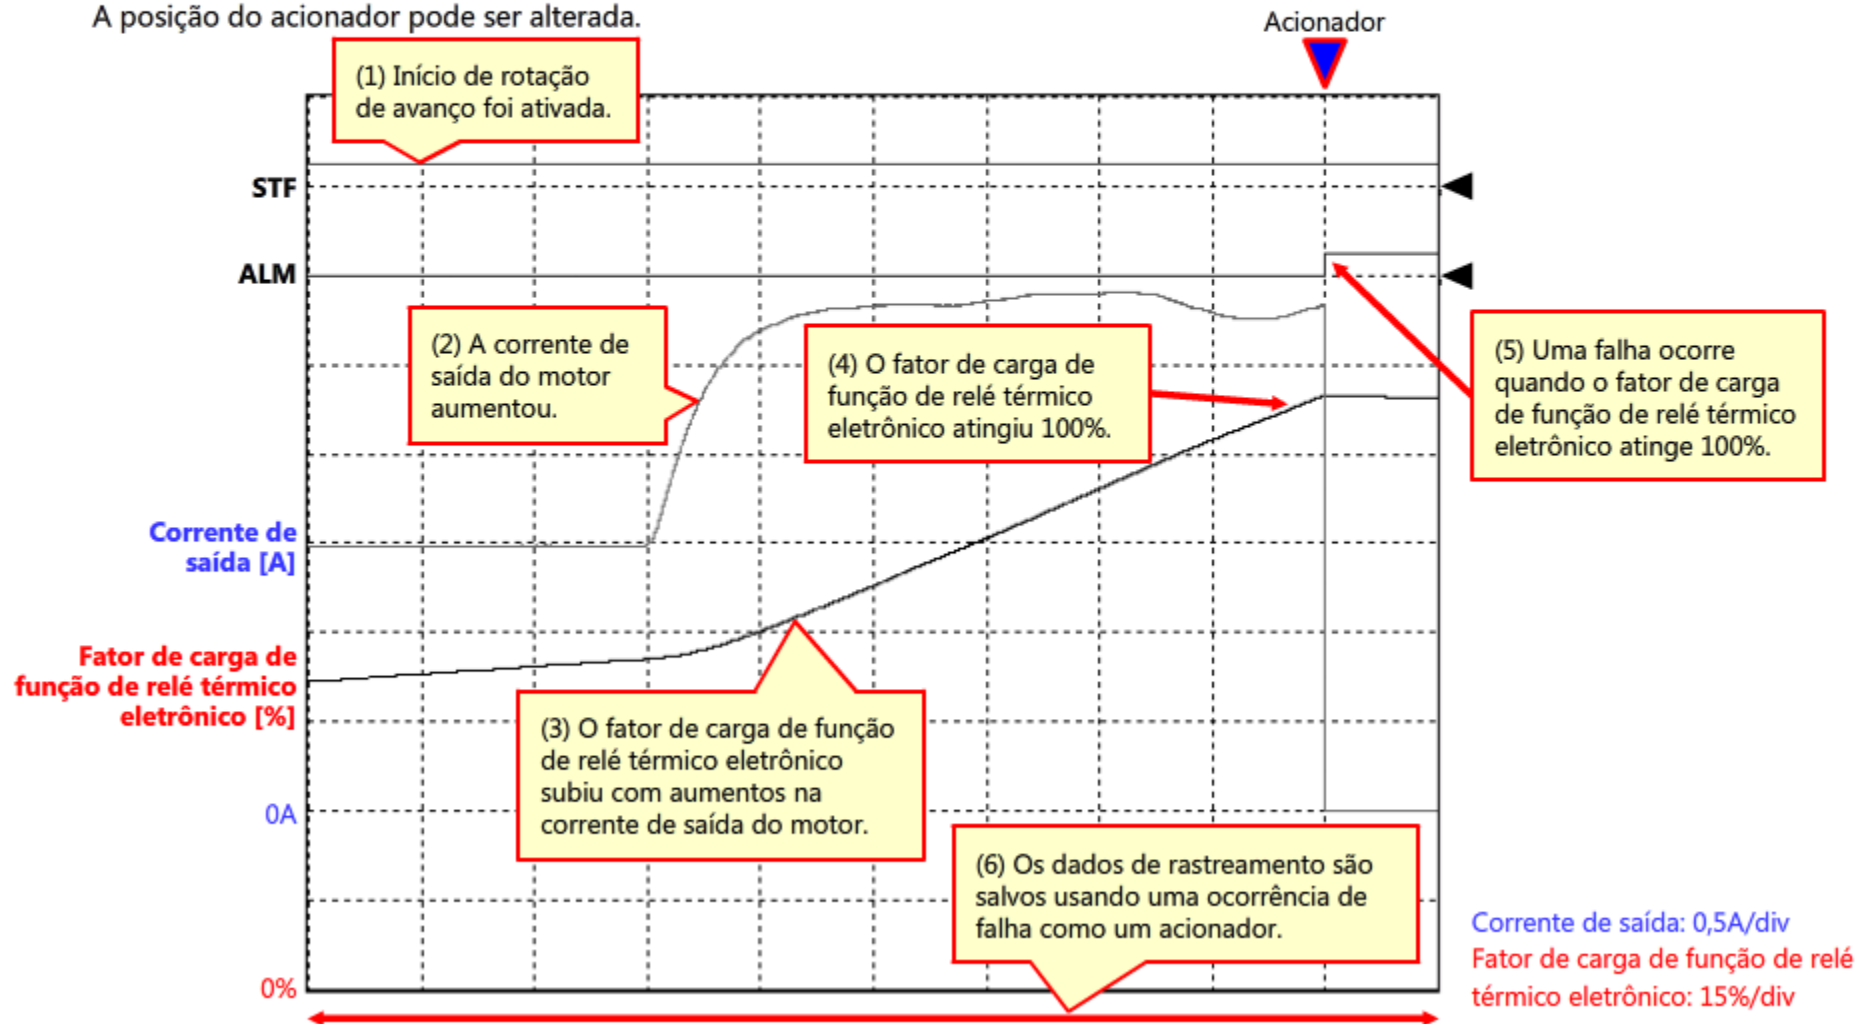 A posição do acionador pode ser alterada.
Acionador
(1) Início de rotação
de avanço foi ativada.
STF
ALM
(2) A corrente de
saída do motor
aumentou.
(4) O fator de carga de
função de relé térmico
eletrônico atingiu 100%.
(5) Uma falha ocorre
quando o fator de carga
de função de relé térmico
eletrônico atinge 100%.
Corrente de
saída [A]
Fator de carga de
função de relé térmico
eletrônico [%]
(3) O fator de carga de função
de relé térmico eletrônico
subiu com aumentos na
corrente de saída do motor.
0A
(6) Os dados de rastreamento são
salvos usando uma ocorrência de
falha como um acionador.
0%
Corrente de saída: 0,5A/div
Fator de carga de função de relé
térmico eletrônico: 15%/div